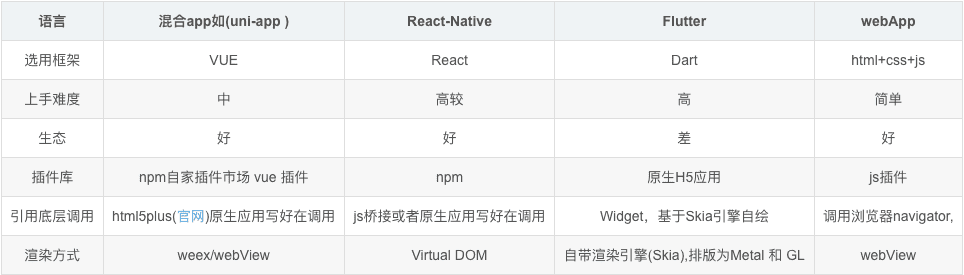 语言 混合app如(uni-app ) React-Native Flutter webApp
选用框架 VUE React Dart html+css+js
上手难度 中 高较 高 简单
生态 好 好 差 好
插件库 npm自家插件市场 vue 插件 npm 原生H5应用 js插件
引用底层调用 html5plus(官网)原生应用写好在调用 js桥接或者原生应用写好在调用 Widget，基于Skia引擎自绘 调用浏览器navigator,
渲染方式 weex/webView Virtual DOM 自带渲染引擎(Skia),排版为Metal 和 GL webView